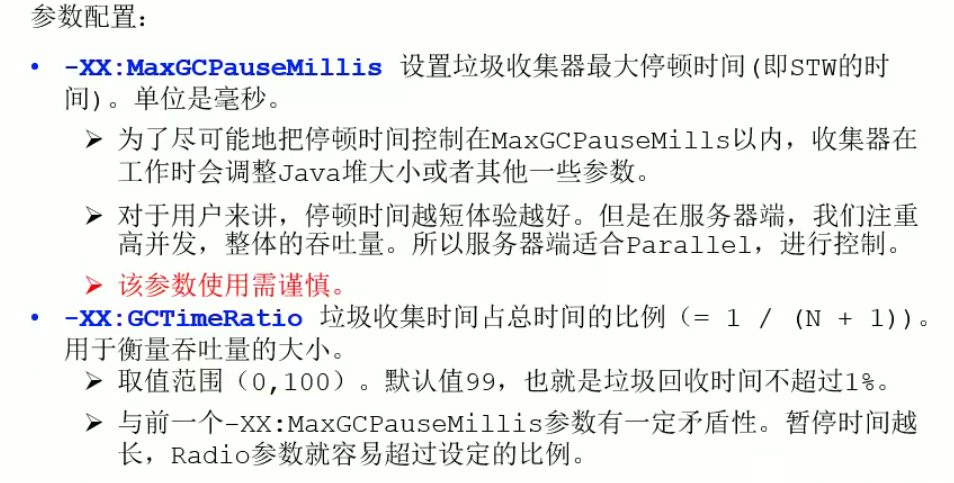 参数配置：
• -XX:MaxGCPauseMillis 设置垃圾收集器最大停顿时间(即STW的时
间)。单位是毫秒。
➢ 为了尽可能地把停顿时间控制在MaxGCPauseMills以内，收集器在
工作时会调整Java堆大小或者其他一些参数。
➢ 对于用户来讲，停顿时间越短体验越好。但是在服务器端，我们注重
高并发，整体的吞吐量。所以服务器端适合Parallel，进行控制。
➢ 该参数使用需谨慎。
• -XX:GCTimeRatio 垃圾收集时间占总时间的比例（= 1 / (N + 1)）。
用于衡量吞吐量的大小。
➢ 取值范围（0,100）。默认值99，也就是垃圾回收时间不超过1%。
➢ 与前一个-XX:MaxGCPauseMillis参数有一定矛盾性。暂停时间越
长，Radio参数就容易超过设定的比例。